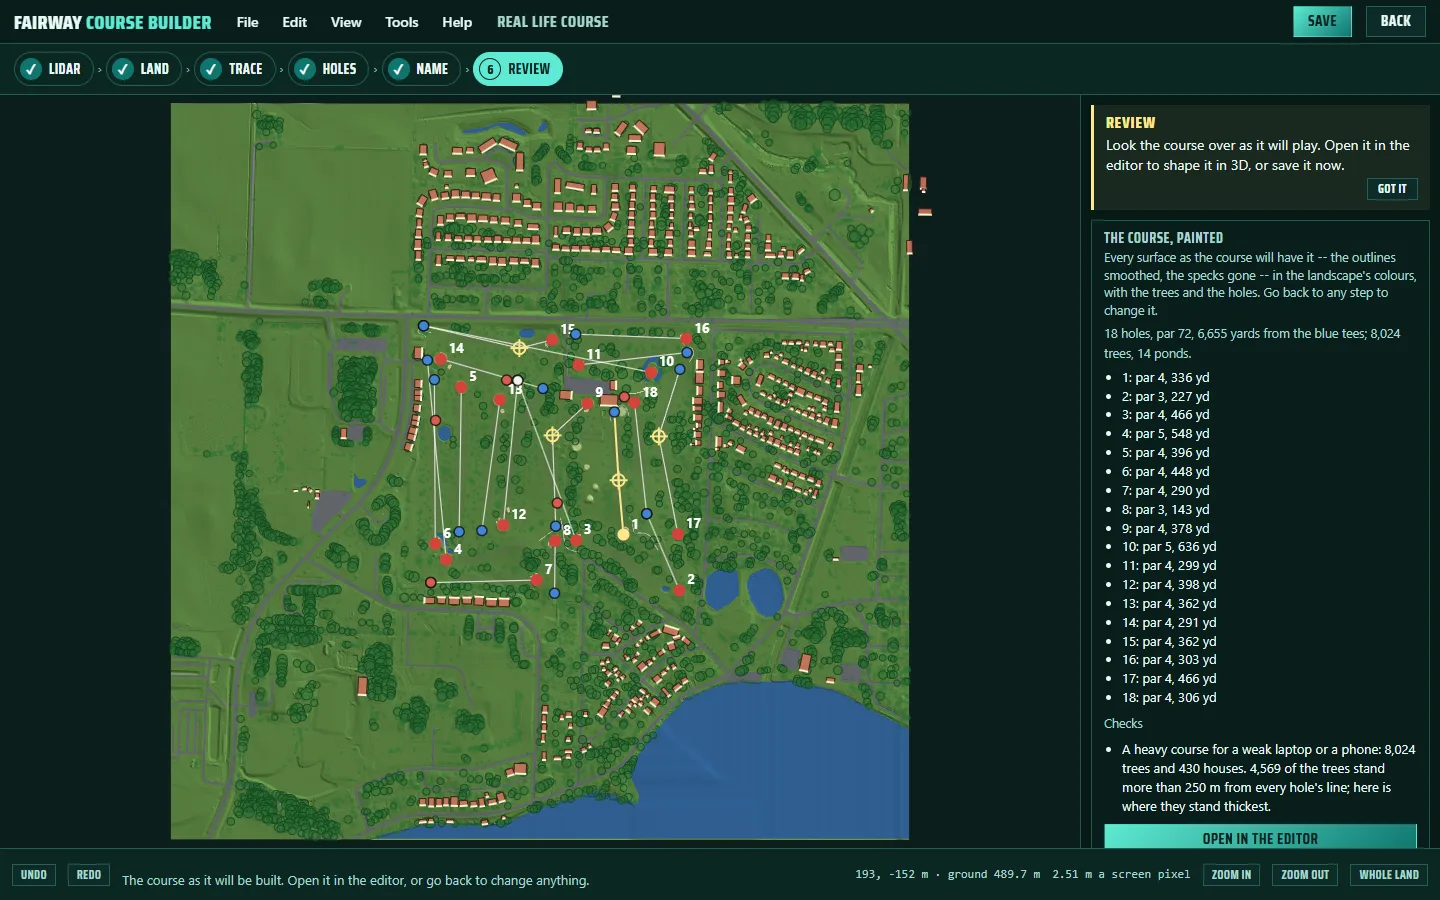 FAIRWAY COURSE BUILDER
File
Edit
View
Tools
Help
REAL LIFE COURSE
SAVE
BACK
LIDAR
LAND
TRACE
HOLES
NAME
6 REVIEW
REVIEW
Look the course over as it will play. Open it in the
editor to shape it in 3D, or save it now.
GOT IT
THE COURSE, PAINTED
Every surface as the course will have it -- the outlines
smoothed, the specks gone -- in the landscape's colours,
with the trees and the holes. Go back to any step to
change it.
18 holes, par 72, 6,655 yards from the blue tees; 8,024
trees, 14 ponds.
• 1: par 4, 336 yd
• 2: par 3, 227 yd
• 3: par 4, 466 yd
• 4: par 5, 548 yd
• 5: par 4, 396 yd
• 6: par 4, 448 yd
• 7: par 4, 290 yd
• 8: par 3, 143 yd
• 9: par 4, 378 yd
• 10: par 5, 636 yd
• 11: par 4, 299 yd
• 12: par 4, 398 yd
• 13: par 4, 362 yd
• 14: par 4, 291 yd
• 15: par 4, 362 yd
• 16: par 4, 303 yd
• 17: par 4, 466 yd
• 18: par 4, 306 yd
Checks
• A heavy course for a weak laptop or a phone: 8,024
trees and 430 houses. 4,569 of the trees stand
more than 250 m from every hole's line; here is
where they stand thickest.
OPEN IN THE EDITOR
15
16
14
11
10
5
13
9
18
12
6
4
8
3
1
17
7
2
UNDO
REDO
The course as it will be built. Open it in the editor, or go back to change anything.
193, -152 m · ground 489.7 m 2.51 m a screen pixel
ZOOM IN
ZOOM OUT
WHOLE LAND